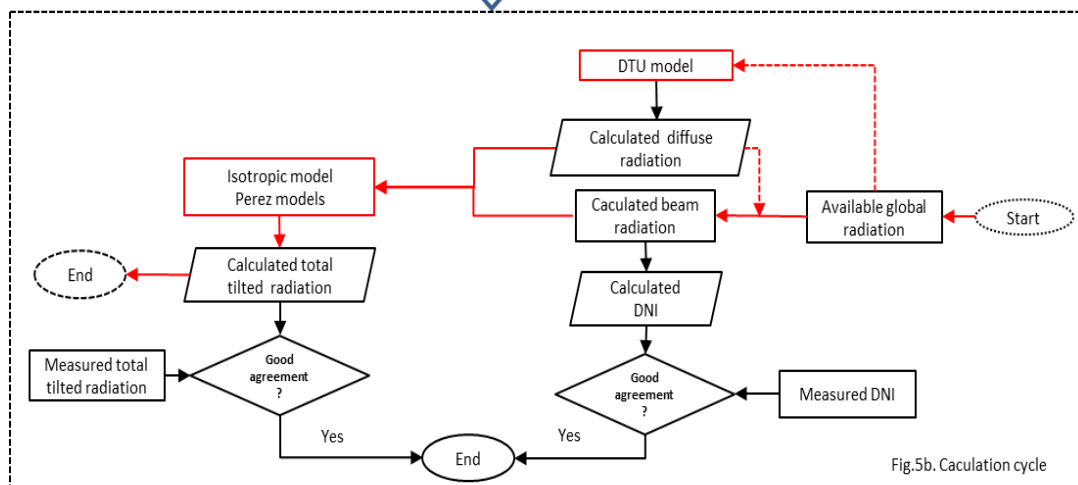 DTU model
Calculated diffuse
radiation
Isotropic model
Perez models
Caculated beam
radiation
Available global
radiation
Start
End
Calculated total
tilted radiation
Calculated
DNI
Measured total
tilted radiation
Good
agreement
?
Good
agreement
?
Measured DNI
Yes
End
Yes
Fig.5b. Caculation cycle